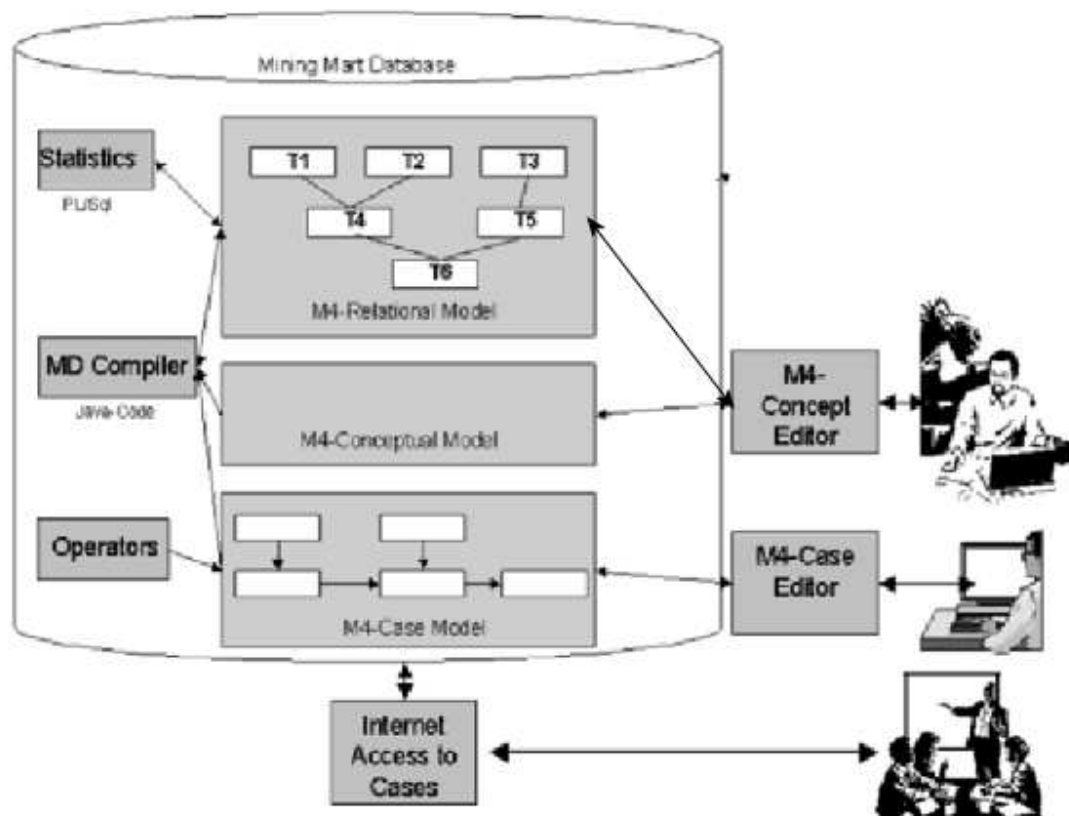 Mining Mart Database
Statistics
PL/Sql
T1
T2
T3
T4
T5
T6
M4-Relational Model
MD Compiler
Java-Code
M4-Conceptual Model
M4-
Concept
Editor
Operators
M4-Case Model
M4-Case
Editor
Internet
Access to
Cases